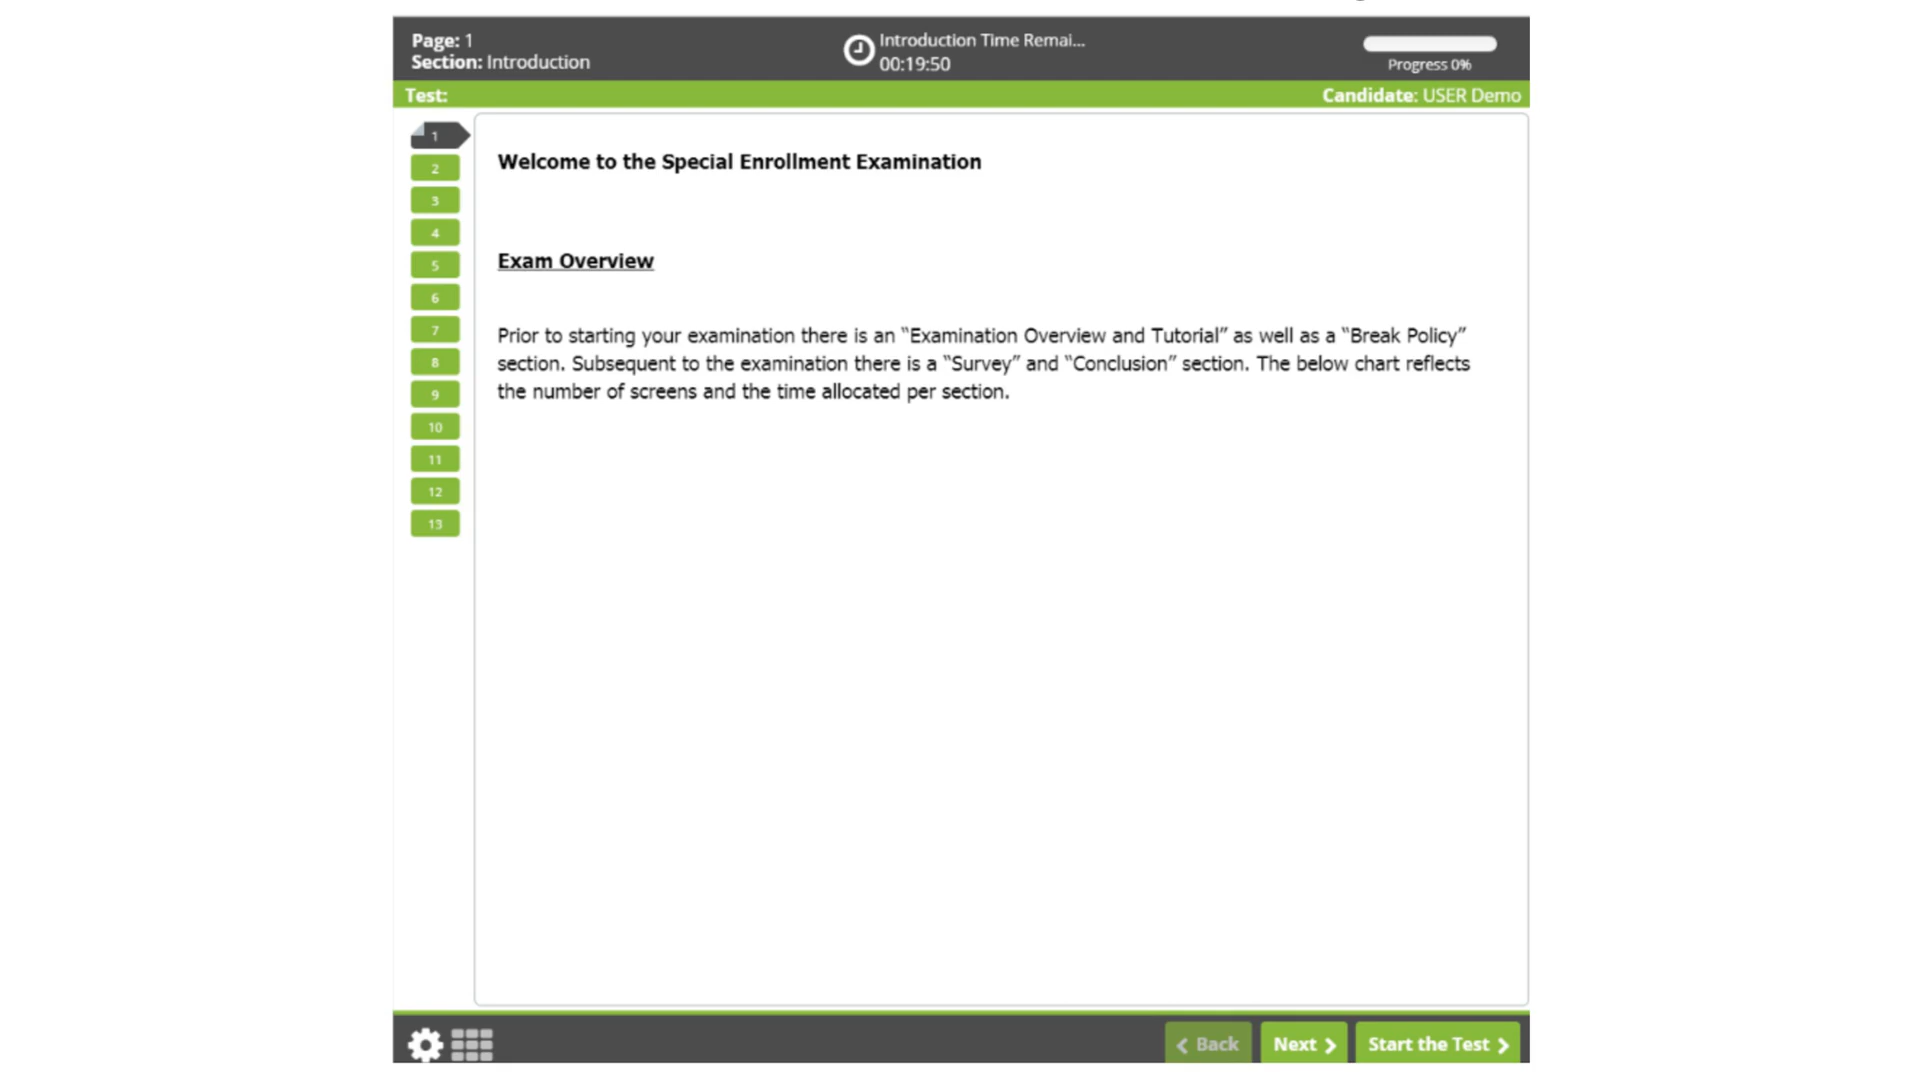 Page: 1
Section: Introduction
Introduction Time Remai...
00:19:50
Progress 0%
Test:
Candidate: USER Demo
1
2
3
4
5
6
7
8
9
10
11
12
13
Welcome to the Special Enrollment Examination
Exam Overview
Prior to starting your examination there is an “Examination Overview and Tutorial” as well as a “Break Policy”
section. Subsequent to the examination there is a “Survey” and “Conclusion” section. The below chart reflects
the number of screens and the time allocated per section.
Back
Next
Start the Test